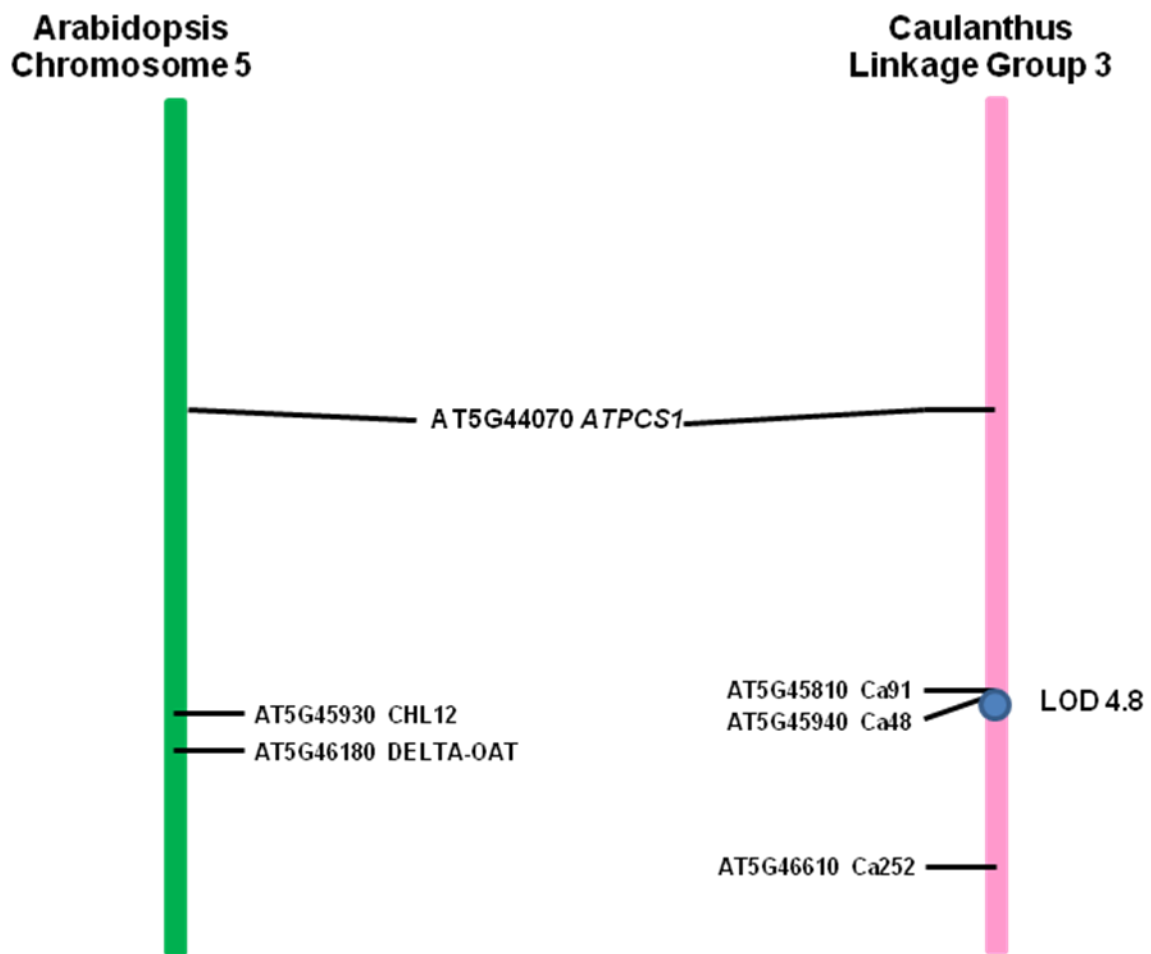 Arabidopsis
Chromosome 5
Caulanthus
Linkage Group 3
AT5G44070 ATPCS1
AT5G45810 Ca91
LOD 4.8
AT5G45930 CHL12
AT5G45940 Ca48
AT5G46180 DELTA-OAT
AT5G46610 Ca252